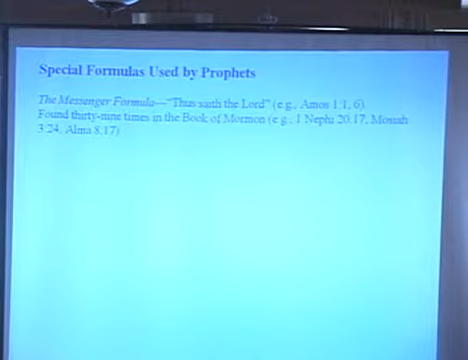 Special Formulas Used by Prophets
The Messenger Formula—"Thus saith the Lord" (e.g., Amos 1:1, 6)
Found thirty-nine times in the Book of Mormon (e.g., 1 Nephi 20:17, Mosiah
3:24, Alma 8:17)